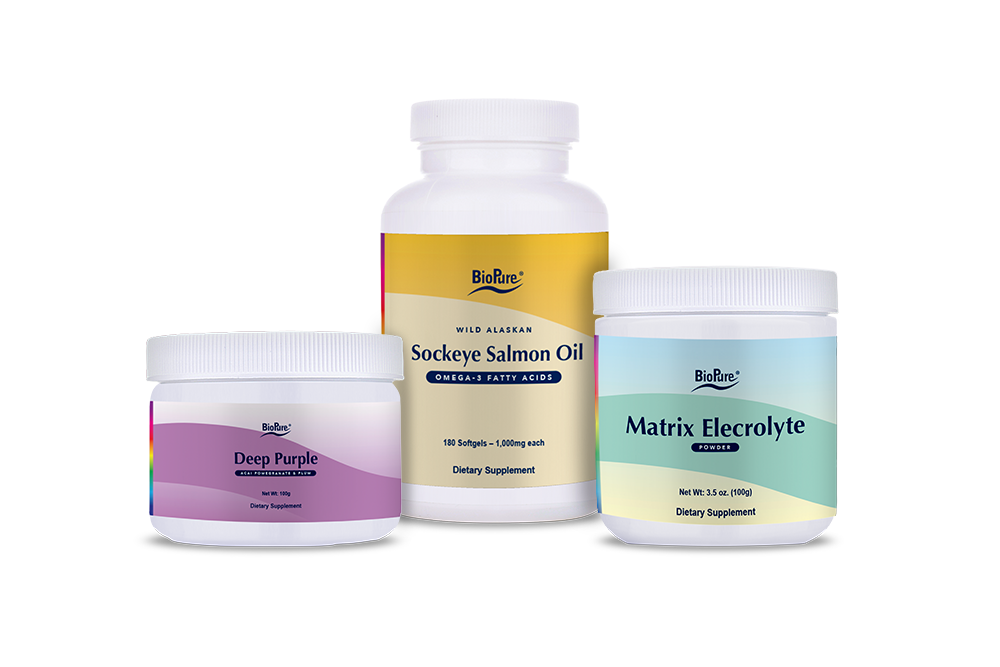 BioPure®
Deep Purple
ACAI POMEGRANATE & PLUM
Net Wt: 100g
Dietary Supplement
BioPure®
WILD ALASKAN
Sockeye Salmon Oil
OMEGA-3 FATTY ACIDS
180 Softgels – 1,000mg each
Dietary Supplement
BioPure®
Matrix Elecrolyte
POWDER
Net Wt: 3.5 oz. (100g)
Dietary Supplement